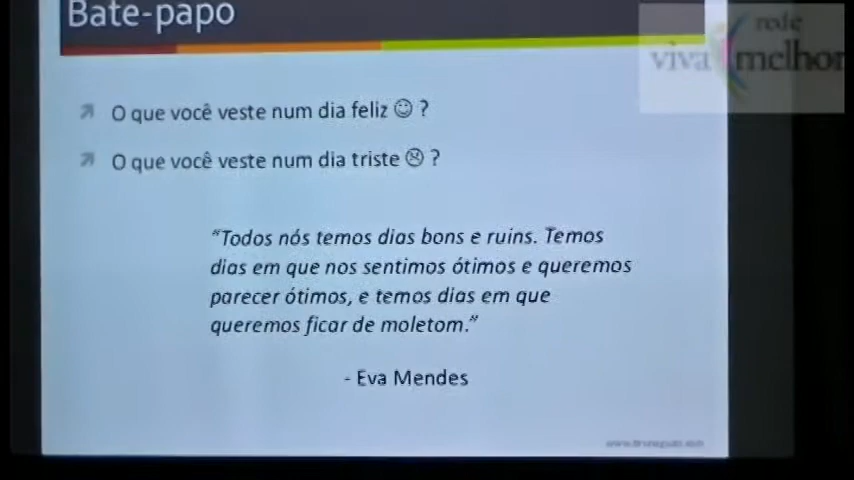 Bate-papo
rede
viva melhor
O que você veste num dia feliz ☺ ?
O que você veste num dia triste ☹ ?
"Todos nós temos dias bons e ruins. Temos
dias em que nos sentimos ótimos e queremos
parecer ótimos, e temos dias em que
queremos ficar de moletom."
- Eva Mendes